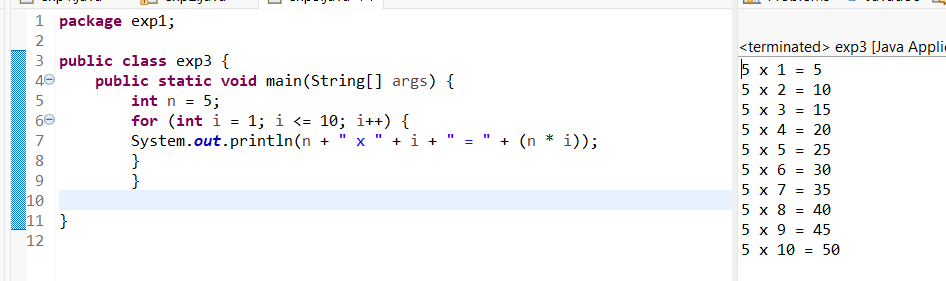 1 package exp1;
2
3 public class exp3 {
4 public static void main(String[] args) {
5 int n = 5;
6 for (int i = 1; i <= 10; i++) {
7 System.out.println(n + " x " + i + " = " + (n * i));
8 }
9 }
10
11 }
12
<terminated> exp3 [Java Appli
5 x 1 = 5
5 x 2 = 10
5 x 3 = 15
5 x 4 = 20
5 x 5 = 25
5 x 6 = 30
5 x 7 = 35
5 x 8 = 40
5 x 9 = 45
5 x 10 = 50